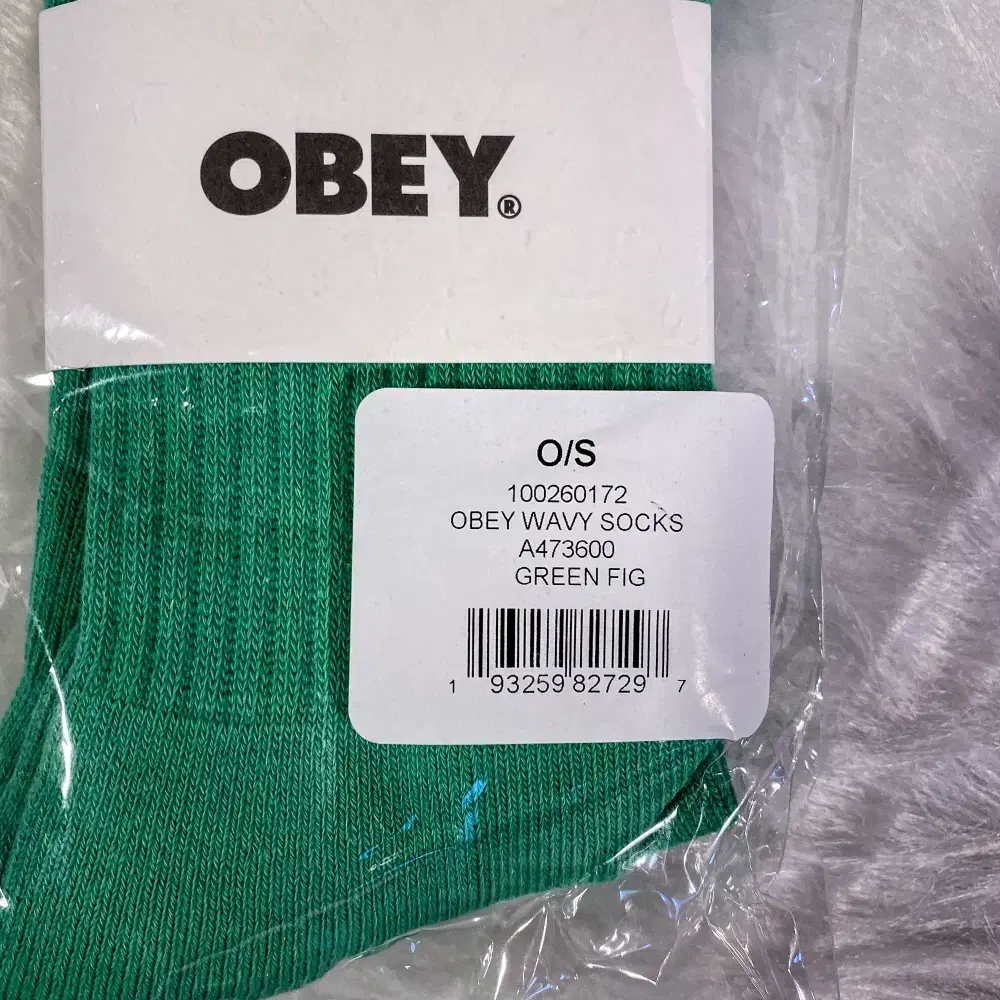 OBEY®
O/S
100260172
OBEY WAVY SOCKS
A473600
GREEN FIG
1 93259 82729 7